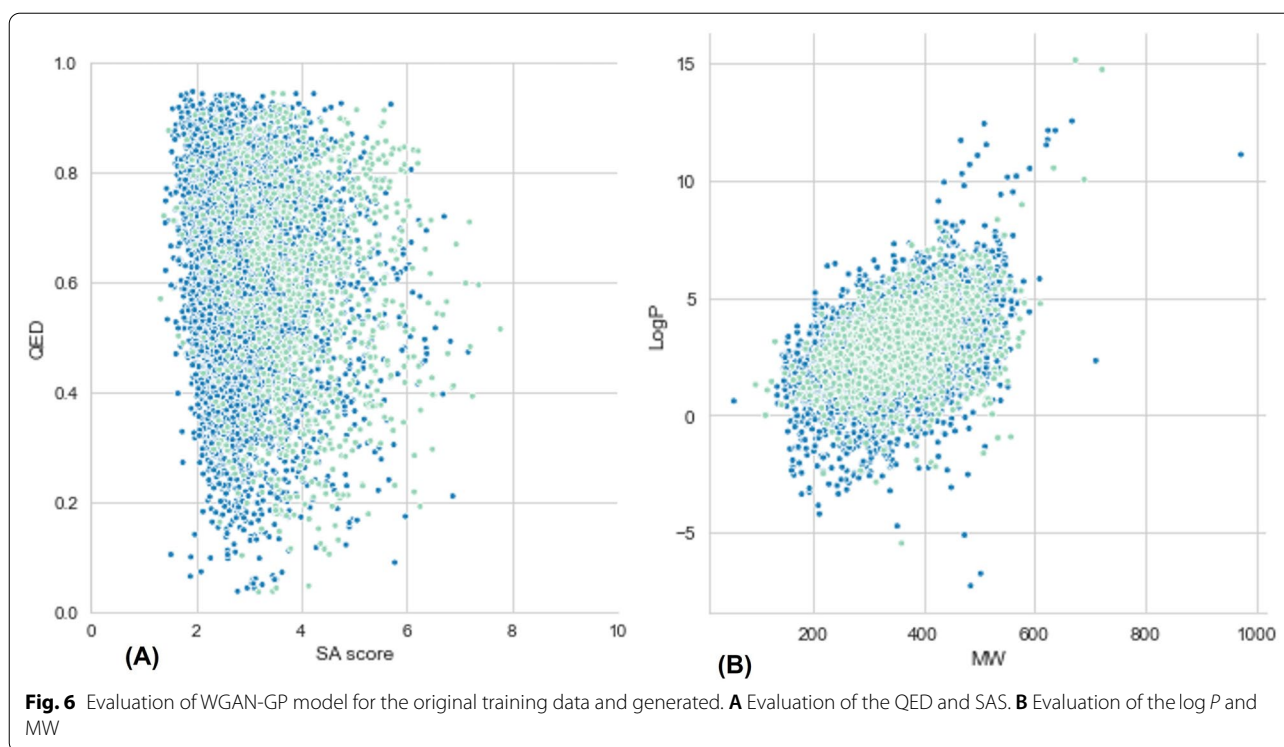 1.0
0.8
0.6
0.4
0.2
0.0
QED
0 2 4 6 8 10
SA score
(A)
15
10
5
0
−5
LogP
200 400 600 800 1000
MW
(B)
Fig. 6 Evaluation of WGAN-GP model for the original training data and generated. A Evaluation of the QED and SAS. B Evaluation of the log P and
MW